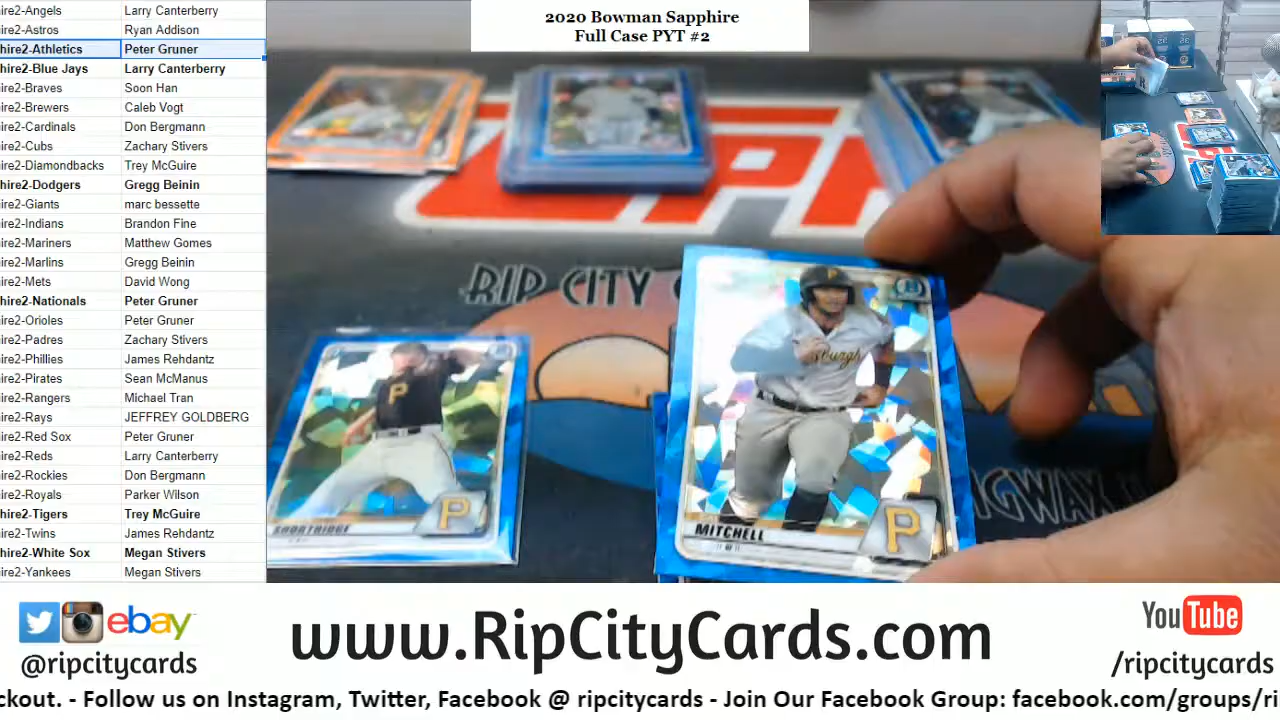 2020 Bowman Sapphire
Full Case PYT #2
ire2-Angels Larry Canterberry
ire2-Astros Ryan Addison
hire2-Athletics Peter Gruner
hire2-Blue Jays Larry Canterberry
ire2-Braves Soon Han
ire2-Brewers Caleb Vogt
ire2-Cardinals Don Bergmann
ire2-Cubs Zachary Stivers
ire2-Diamondbacks Trey McGuire
hire2-Dodgers Gregg Beinin
ire2-Giants marc bessette
ire2-Indians Brandon Fine
ire2-Mariners Matthew Gomes
ire2-Marlins Gregg Beinin
ire2-Mets David Wong
hire2-Nationals Peter Gruner
ire2-Orioles Peter Gruner
ire2-Padres Zachary Stivers
ire2-Phillies James Rehdantz
ire2-Pirates Sean McManus
ire2-Rangers Michael Tran
ire2-Rays JEFFREY GOLDBERG
ire2-Red Sox Peter Gruner
ire2-Reds Larry Canterberry
ire2-Rockies Don Bergmann
ire2-Royals Parker Wilson
hire2-Tigers Trey McGuire
ire2-Twins James Rehdantz
hire2-White Sox Megan Stivers
ire2-Yankees Megan Stivers
RIP CITY
P
SHORTRIDGE
P
MITCHELL
P
ebay
@ripcitycards
www.RipCityCards.com
YouTube
/ripcitycards
ckout. - Follow us on Instagram, Twitter, Facebook @ ripcitycards - Join Our Facebook Group: facebook.com/groups/ri